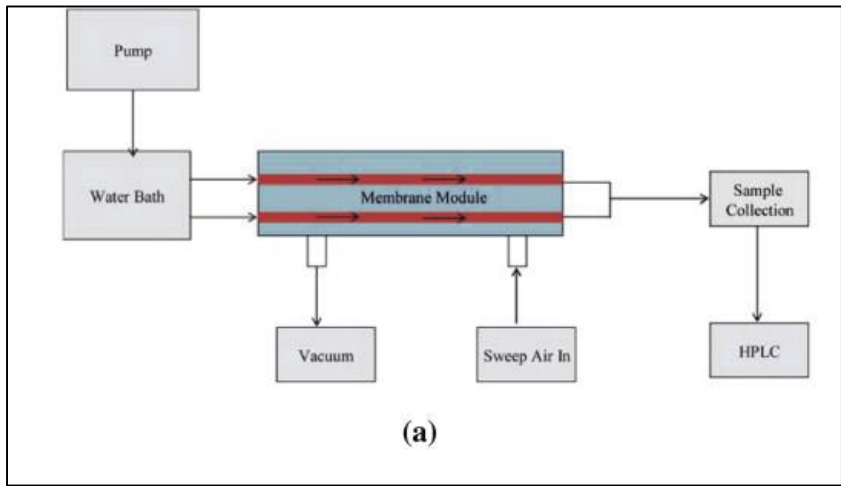 Pump
Water Bath
Membrane Module
Sample
Collection
Vacuum
Sweep Air In
HPLC
(a)